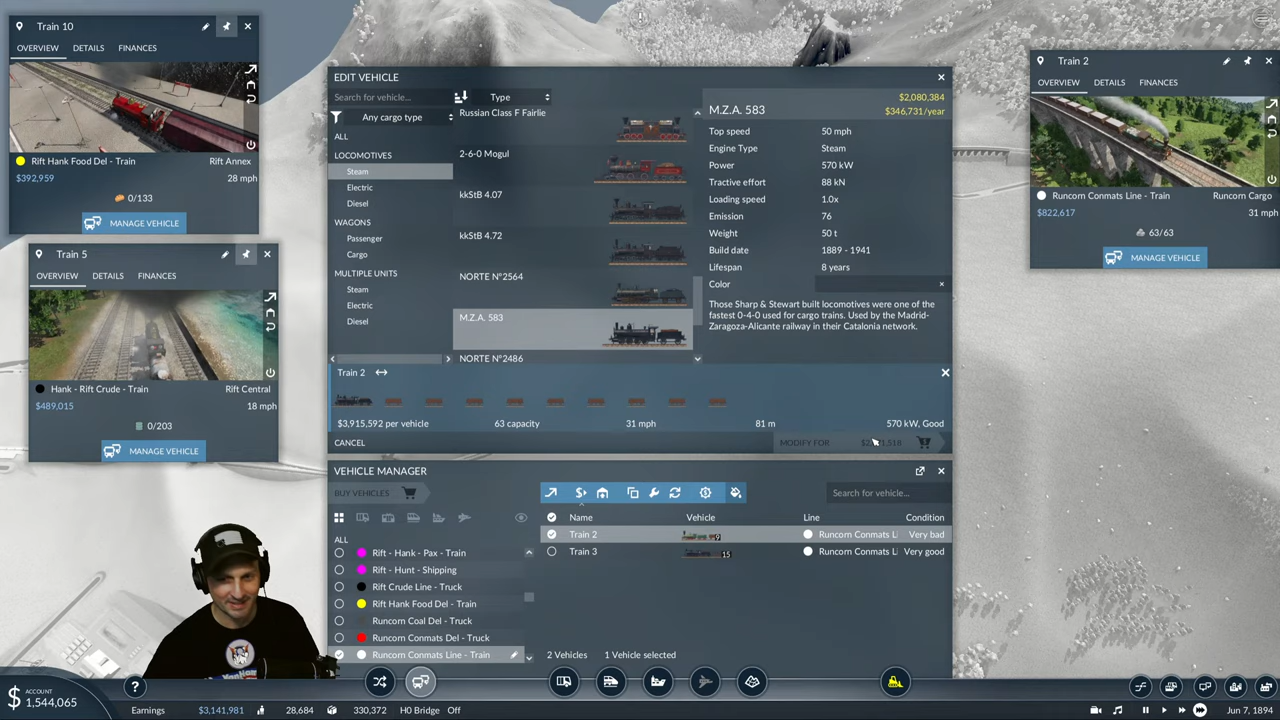 Train 10
OVERVIEW DETAILS FINANCES
Rift Hank Food Del - Train Rift Annex
$392,959 28 mph
0/133
MANAGE VEHICLE
Train 5
OVERVIEW DETAILS FINANCES
Hank - Rift Crude - Train Rift Central
$489,015 18 mph
0/203
MANAGE VEHICLE
EDIT VEHICLE
Search for vehicle... Type
Any cargo type
ALL
LOCOMOTIVES
Steam
Electric
Diesel
WAGONS
Passenger
Cargo
MULTIPLE UNITS
Steam
Electric
Diesel
Russian Class F Fairlie
2-6-0 Mogul
kkStB 4.07
kkStB 4.72
NORTE Nº2564
M.Z.A. 583
NORTE Nº2486
$2,080,384
M.Z.A. 583 $346,731/year
Top speed 50 mph
Engine Type Steam
Power 570 kW
Tractive effort 88 kN
Loading speed 1.0x
Emission 76
Weight 50 t
Build date 1889 - 1941
Lifespan 8 years
Color
Those Sharp & Stewart built locomotives were one of the
fastest 0-4-0 used for cargo trains. Used by the Madrid-
Zaragoza-Alicante railway in their Catalonia network.
Train 2
$3,915,592 per vehicle 63 capacity 31 mph 81 m 570 kW, Good
CANCEL MODIFY FOR
VEHICLE MANAGER
BUY VEHICLES
ALL
Rift - Hank - Pax - Train
Rift - Hunt - Shipping
Rift Crude Line - Truck
Rift Hank Food Del - Train
Runcorn Coal Del - Truck
Runcorn Conmats Del - Truck
Runcorn Conmats Line - Train
Search for vehicle...
Name Vehicle Line Condition
Train 2 9 Runcorn Conmats L Very bad
Train 3 15 Runcorn Conmats L Very good
2 Vehicles 1 Vehicle selected
Train 2
OVERVIEW DETAILS FINANCES
Runcorn Conmats Line - Train Runcorn Cargo
$822,617 31 mph
63/63
MANAGE VEHICLE
$ ACCOUNT
1,544,065
?
Earnings $3,141,981 28,684 330,372 H0 Bridge Off
Jun 7, 1894